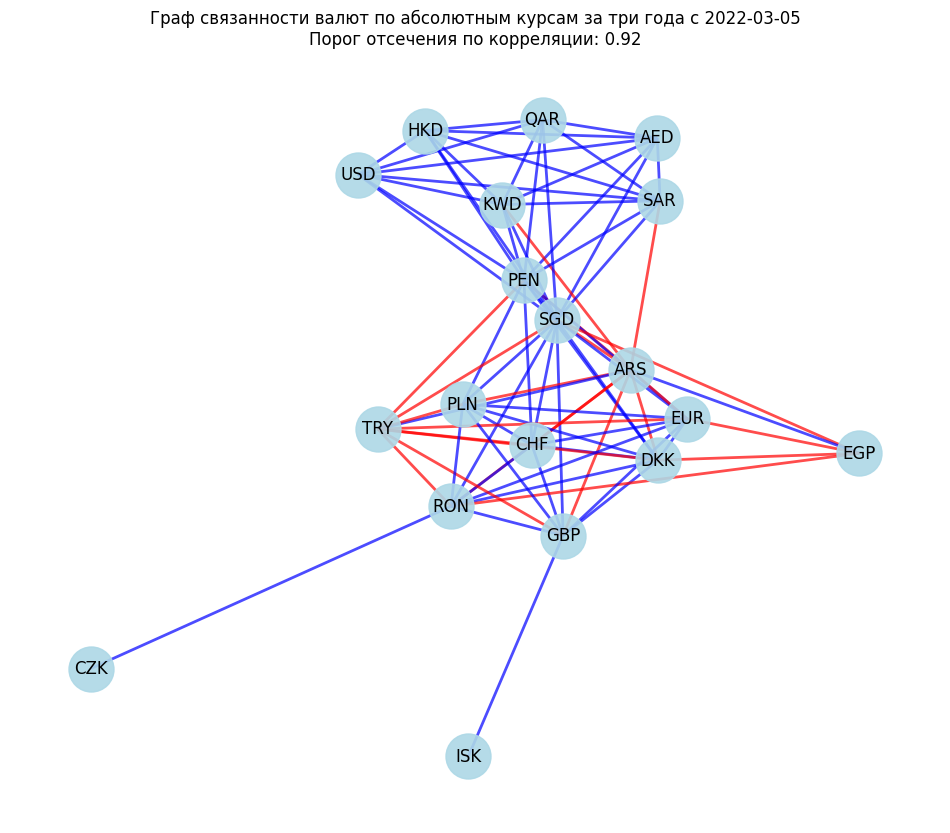 Граф связанности валют по абсолютным курсам за три года с 2022-03-05
Порог отсечения по корреляции: 0.92
QAR
HKD
AED
USD
KWD
SAR
PEN
SGD
ARS
PLN
EUR
TRY
CHF
EGP
DKK
RON
GBP
CZK
ISK